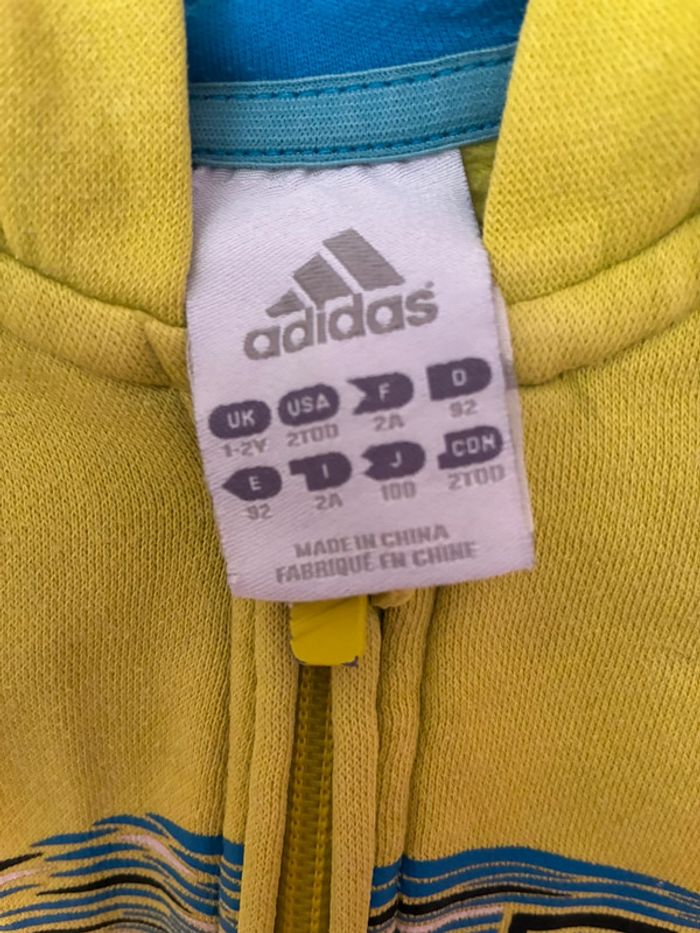 adidas
UK USA F D
1-2Y 2TOD 2A 92
E I J CDN
92 2A 100 2TOD
MADE IN CHINA
FABRIQUÉ EN CHINE